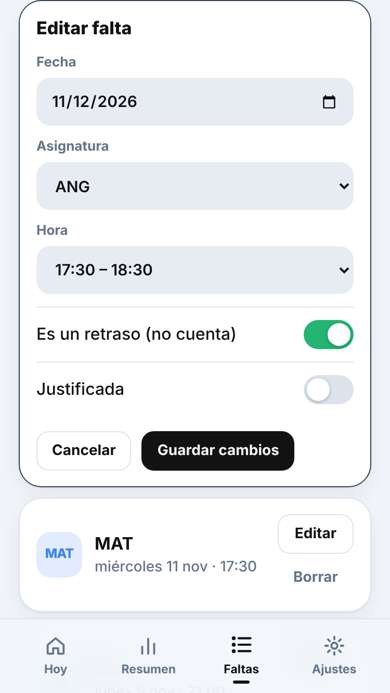 Editar falta
Fecha
11/12/2026
Asignatura
ANG
Hora
17:30 – 18:30
Es un retraso (no cuenta)
Justificada
Cancelar
Guardar cambios
MAT
MAT
miércoles 11 nov · 17:30
Editar
Borrar
Hoy
Resumen
Faltas
Ajustes